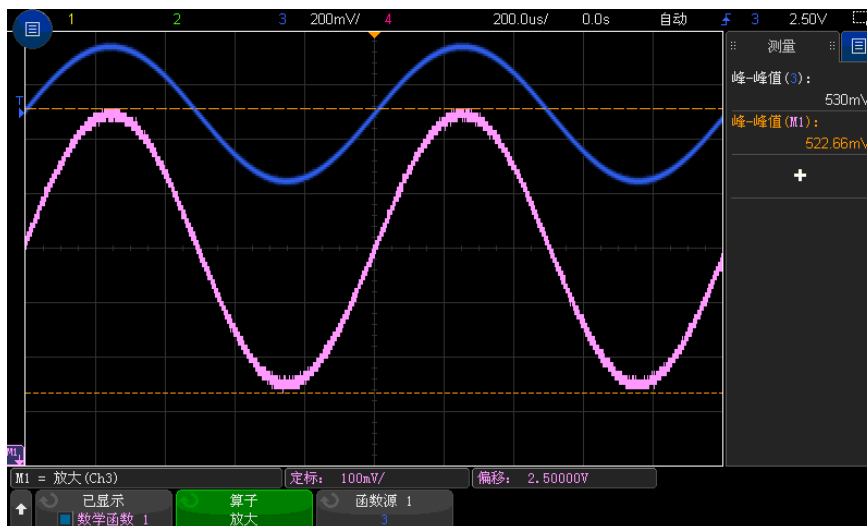 1 2 3 200mV/ 4 200.0us/ 0.0s 自动 3 2.50V
测量
峰-峰值(3):
530mV
峰-峰值(M1):
522.66mV
+
T
M1
M1 = 放大(Ch3) 定标: 100mV/ 偏移: 2.50000V
已显示 算子 函数源 1
数学函数 1 放大 3